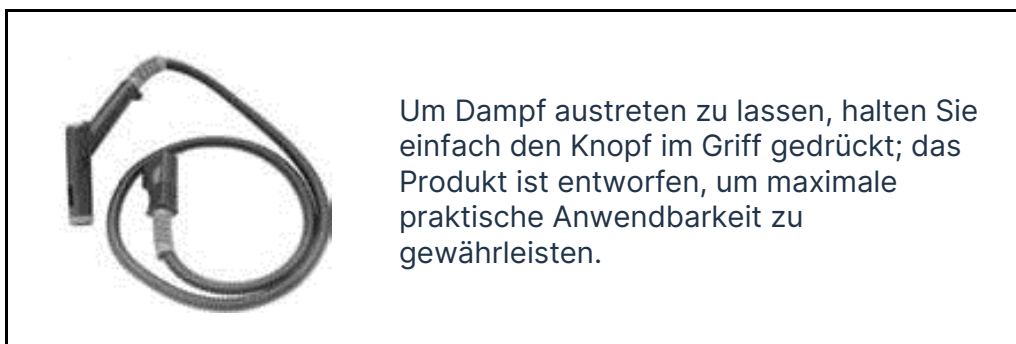 Um Dampf austreten zu lassen, halten Sie
einfach den Knopf im Griff gedrückt; das
Produkt ist entworfen, um maximale
praktische Anwendbarkeit zu
gewährleisten.